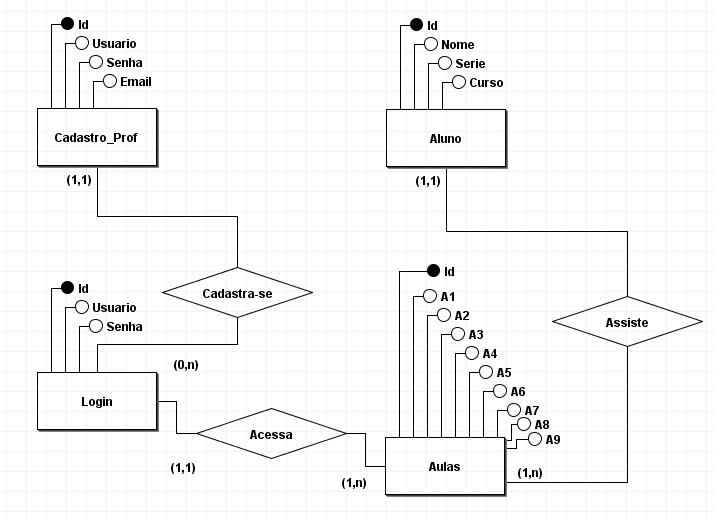 Id
Usuario
Senha
Email
Cadastro_Prof
(1,1)
Id
Nome
Serie
Curso
Aluno
(1,1)
Cadastra-se
(0,n)
Id
Usuario
Senha
Login
Acessa
(1,1)
(1,n)
Id
A1
A2
A3
A4
A5
A6
A7
A8
A9
Aulas
(1,n)
Assiste